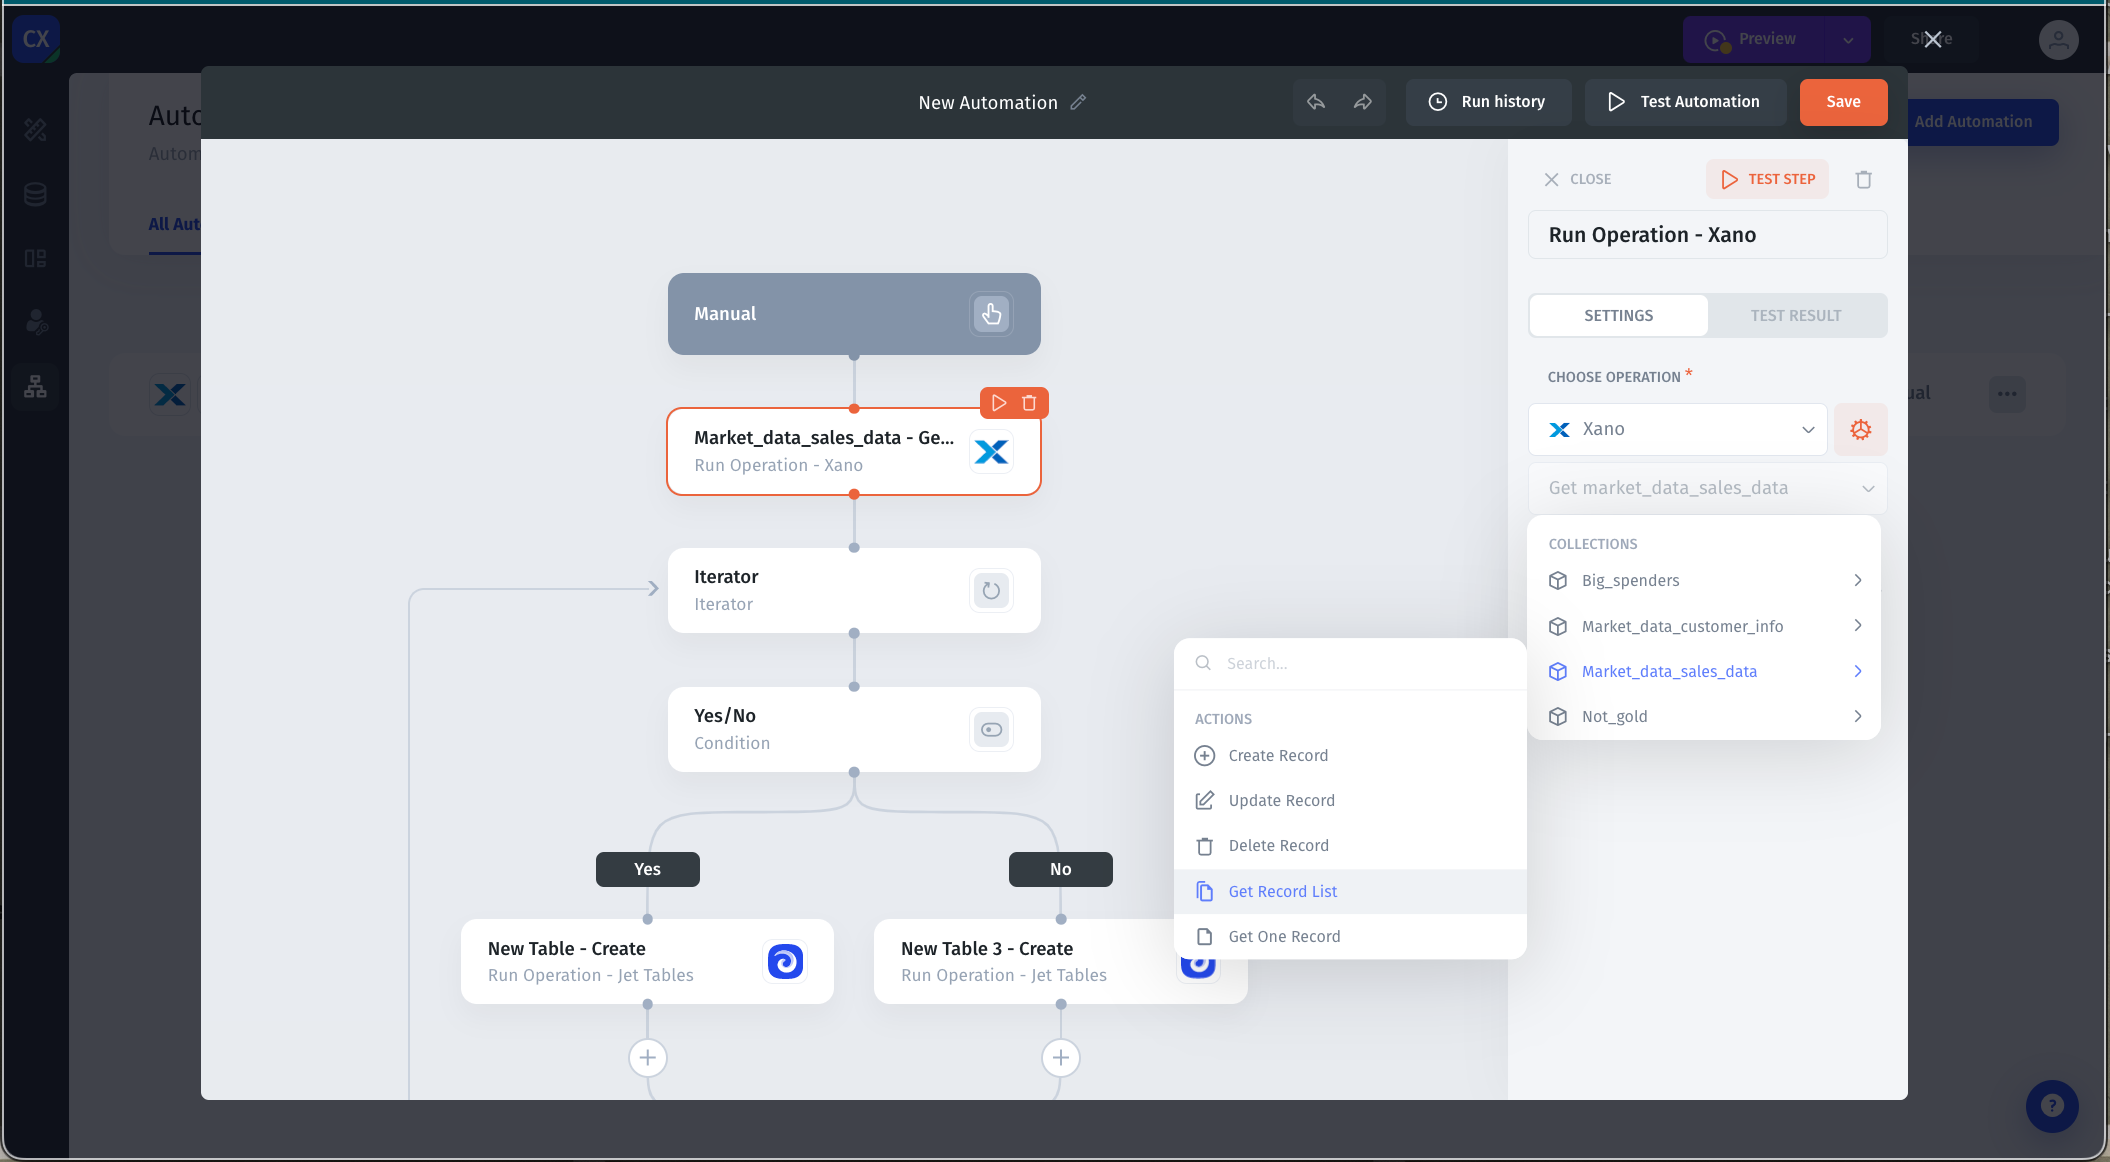 CX
Preview
Share
Auto
Autom
All Aut
Add Automation
ual
New Automation
Run history
Test Automation
Save
Manual
Market_data_sales_data - Ge...
Run Operation - Xano
Iterator
Iterator
Yes/No
Condition
Yes
No
New Table - Create
Run Operation - Jet Tables
New Table 3 - Create
Run Operation - Jet Tables
Search...
ACTIONS
Create Record
Update Record
Delete Record
Get Record List
Get One Record
CLOSE
TEST STEP
Run Operation - Xano
SETTINGS
TEST RESULT
CHOOSE OPERATION *
Xano
Get market_data_sales_data
COLLECTIONS
Big_spenders
Market_data_customer_info
Market_data_sales_data
Not_gold
?